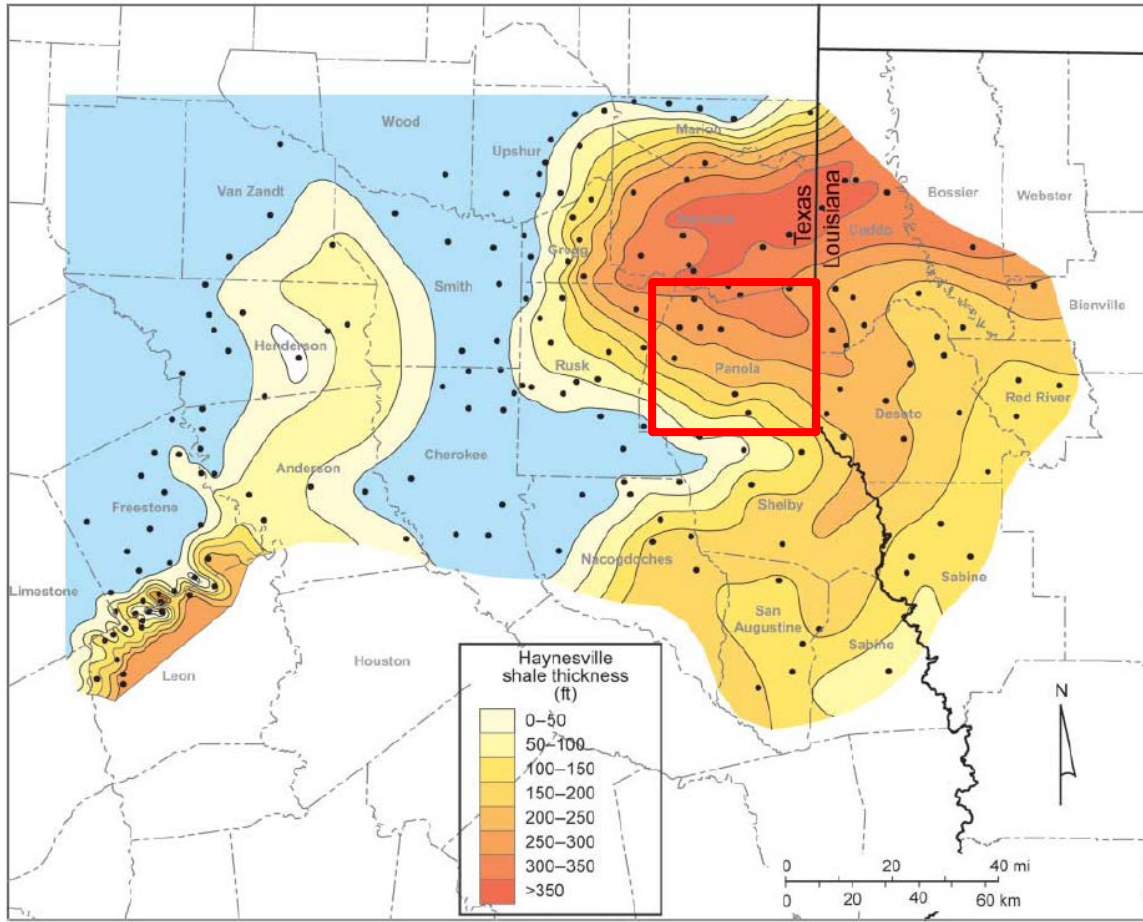 Wood
Marion
Upshur
Van Zandt
Texas
Louisiana
Bossier
Webster
Harrison
Caddo
Gregg
Smith
Bienville
Henderson
Rusk
Panola
Red River
Desoto
Cherokee
Anderson
Freestone
Shelby
Nacogdoches
Limestone
Sabine
San
Augustine
Sabine
Houston
Leon
Haynesville
shale thickness
(ft)
0–50
50–100
100–150
150–200
200–250
250–300
300–350
>350
N
0 20 40 mi
0 20 40 60 km